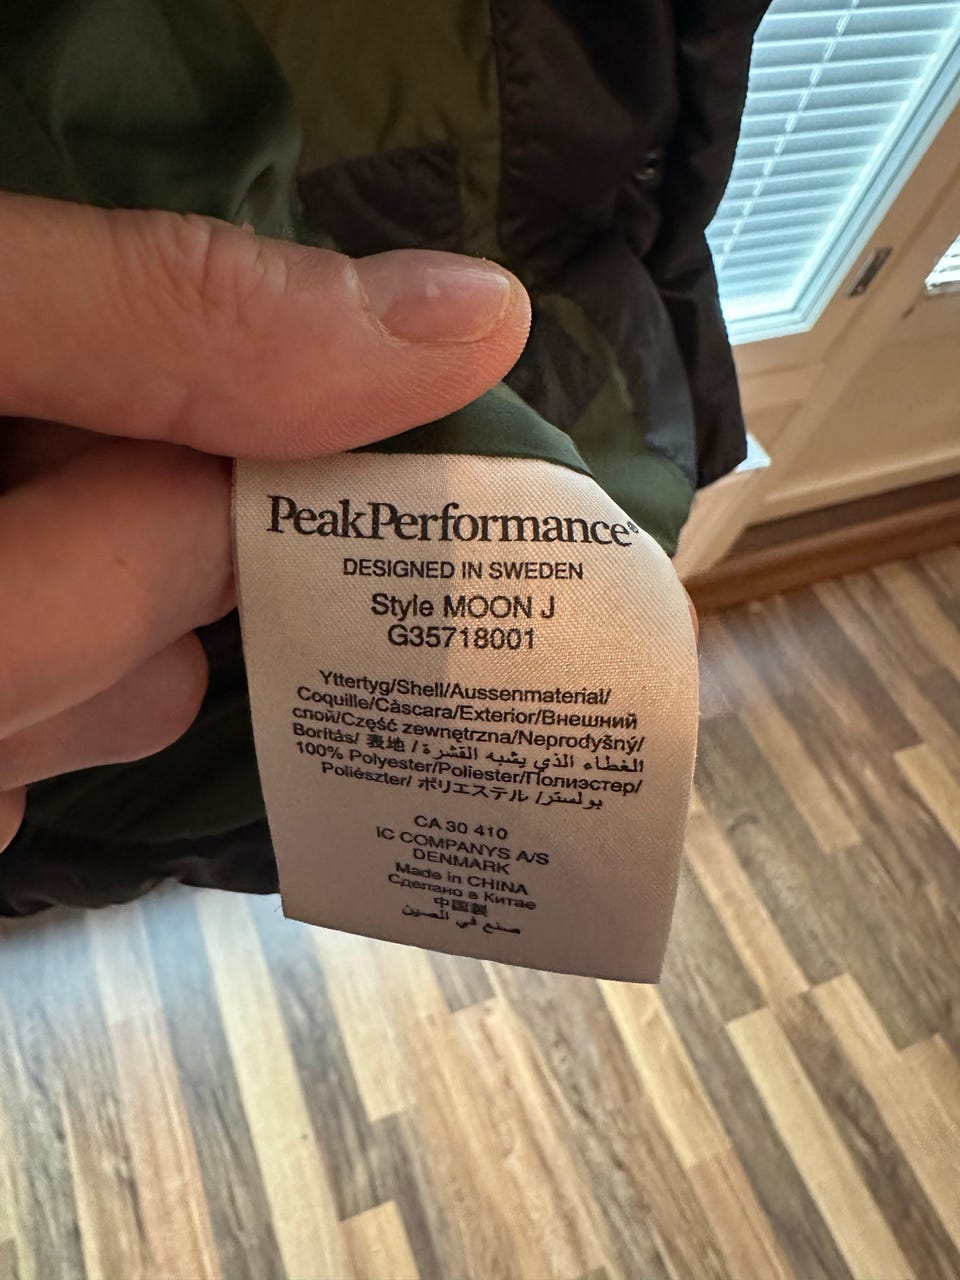 PeakPerformance®
DESIGNED IN SWEDEN
Style MOON J
G35718001
Yttertyg/Shell/Aussenmaterial/
Coquille/Càscara/Exterior/Внешний
слой/Część zewnętrzna/Neprodyšný/
Borítás/ 表地 / الغطاء الذي يشبه القشرة
100% Polyester/Poliester/Полиэстер/
Poliészter/ ポリエステル /بولستر
CA 30 410
IC COMPANYS A/S
DENMARK
Made in CHINA
Сделано в Китае
中国製
صنع في الصين